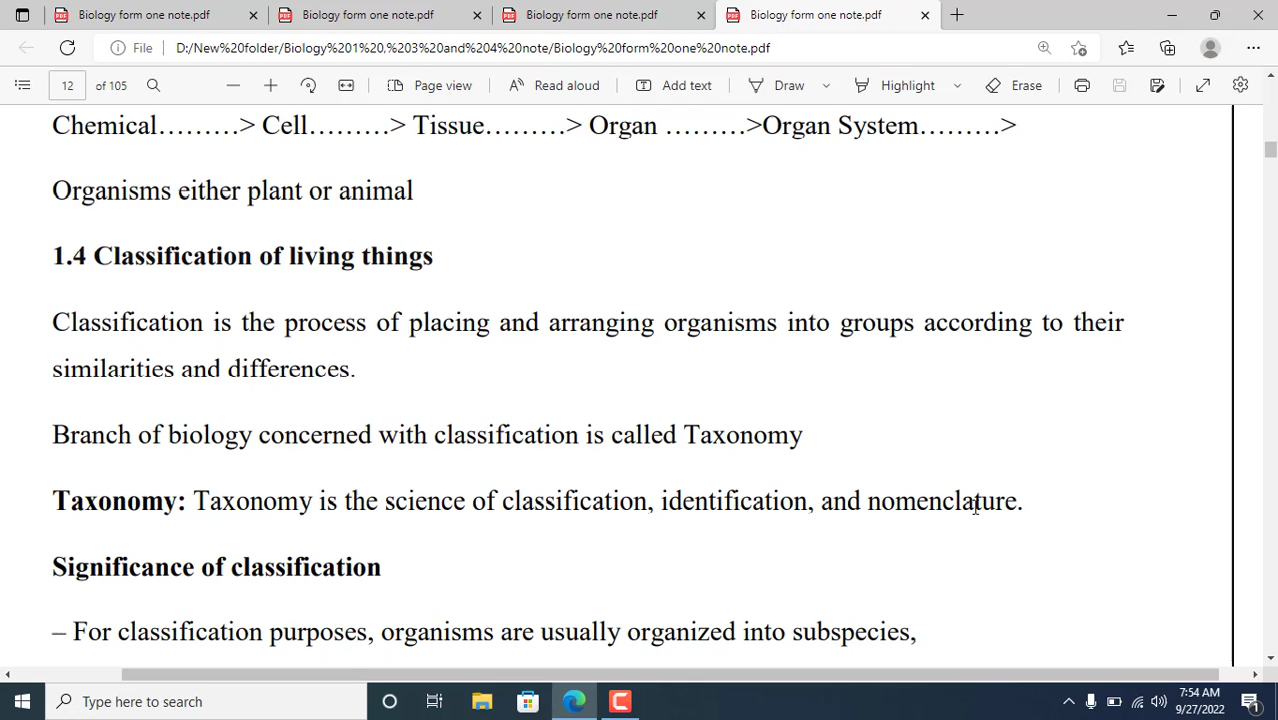 Biology form one note.pdf Biology form one note.pdf Biology form one note.pdf Biology form one note.pdf
File D:/New%20folder/Biology%201%20,%203%20and%204%20note/Biology%20form%20one%20note.pdf
12 of 105 Page view Read aloud Add text Draw Highlight Erase
Chemical………> Cell………> Tissue………> Organ ………>Organ System………>
Organisms either plant or animal
1.4 Classification of living things
Classification is the process of placing and arranging organisms into groups according to their
similarities and differences.
Branch of biology concerned with classification is called Taxonomy
Taxonomy: Taxonomy is the science of classification, identification, and nomenclature.
Significance of classification
– For classification purposes, organisms are usually organized into subspecies,
Type here to search 7:54 AM
9/27/2022 1